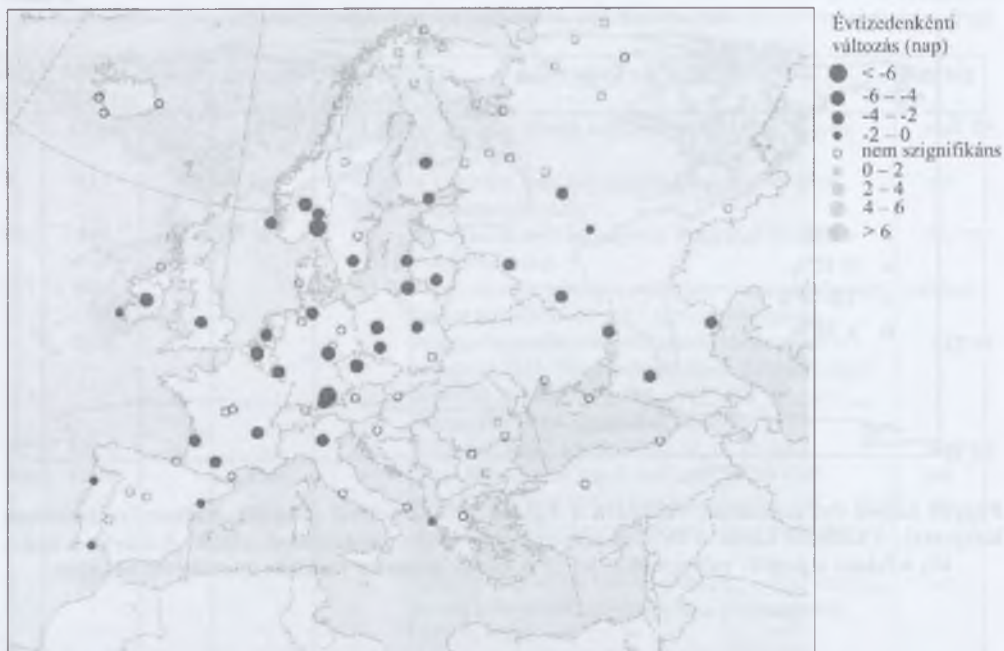 Évtizedenkénti
változás (nap)
< -6
-6 – -4
-4 – -2
-2 – 0
nem szignifikáns
0 – 2
2 – 4
4 – 6
> 6